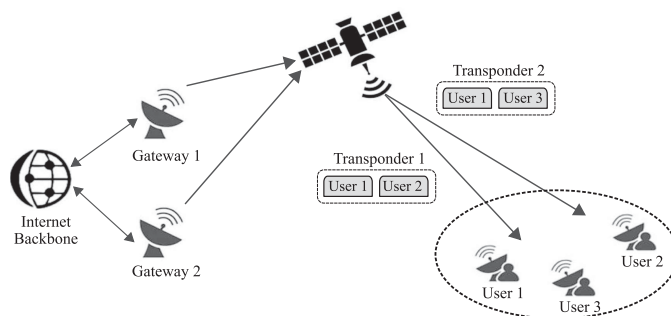 Transponder 2
User 1 User 3
Gateway 1
Transponder 1
User 1 User 2
Internet
Backbone
Gateway 2
User 2
User 1
User 3